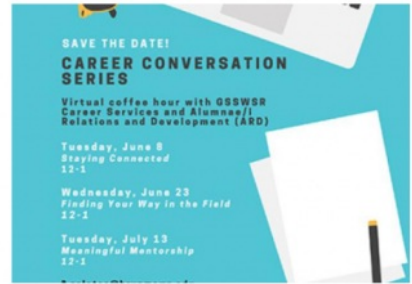 SAVE THE DATE!
CAREER CONVERSATION
SERIES
Virtual coffee hour with GSSWSR
Career Services and Alumnae/i
Relations and Development (ARD)
Tuesday, June 8
Staying Connected
12-1
Wednesday, June 23
Finding Your Way in the Field
12-1
Tuesday, July 13
Meaningful Mentorship
12-1